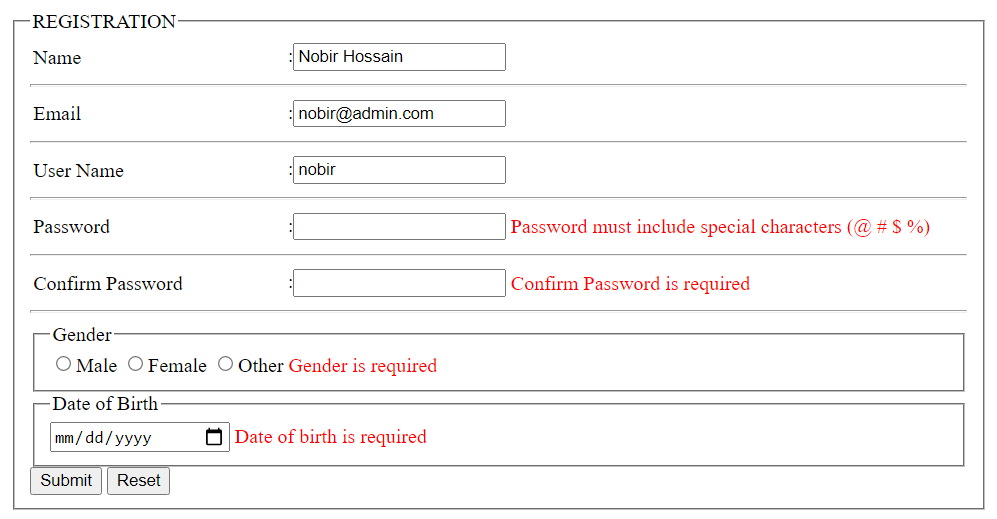 REGISTRATION
Name :Nobir Hossain
Email :nobir@admin.com
User Name :nobir
Password : Password must include special characters (@ # $ %)
Confirm Password : Confirm Password is required
Gender
Male Female Other Gender is required
Date of Birth
mm/dd/yyyy Date of birth is required
Submit Reset